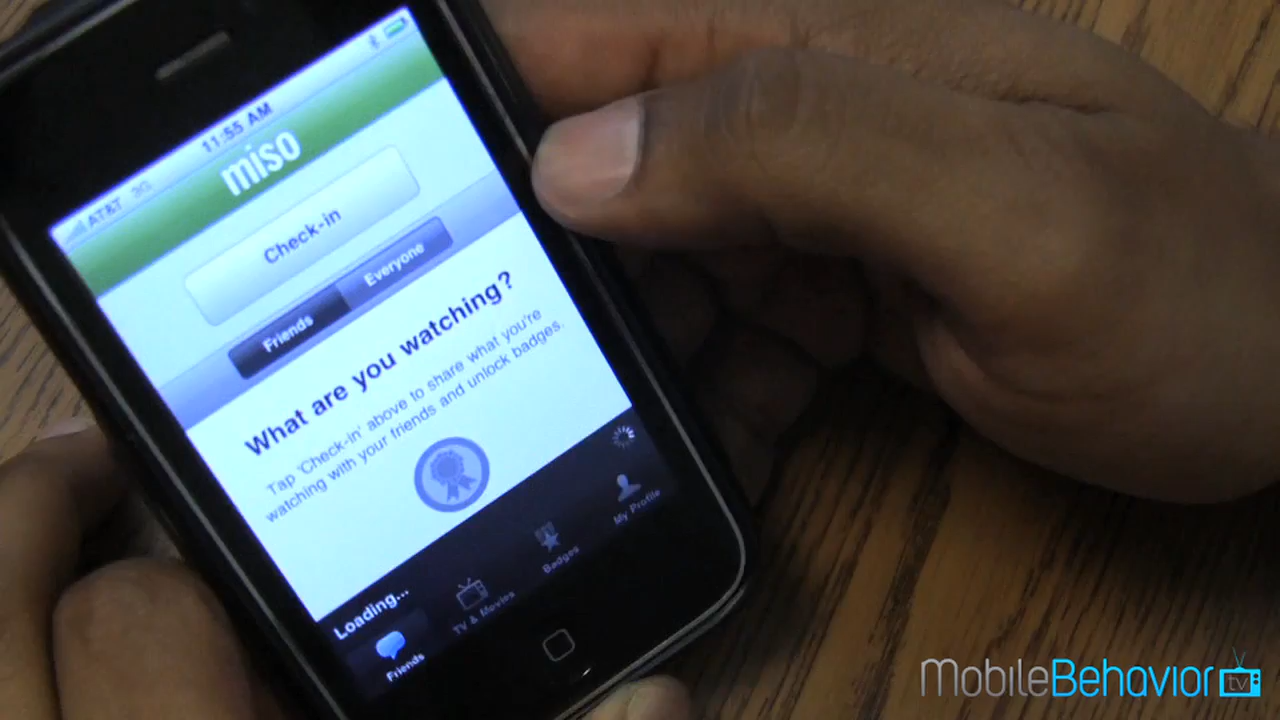 AT&T 3G 11:55 AM
miso
Check-in
Friends Everyone
What are you watching?
Tap 'Check-in' above to share what you're
watching with your friends and unlock badges.
Loading...
Friends TV & Movies Badges My Profile
MobileBehavior tv